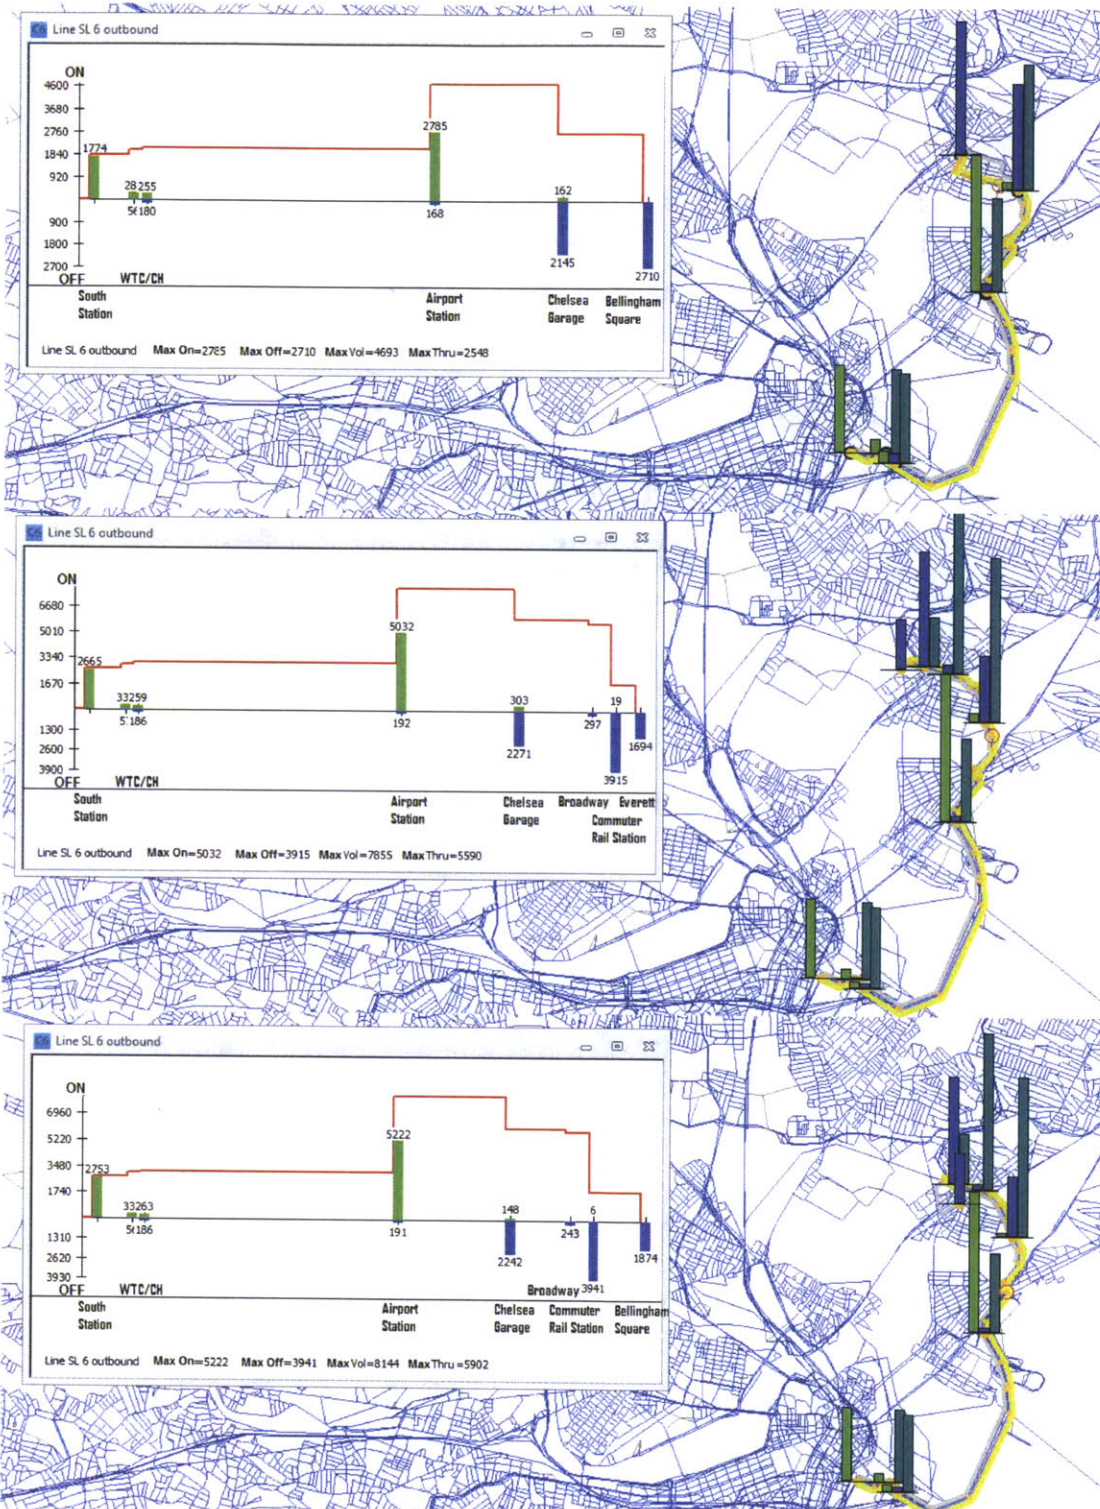 C6 Line SL 6 outbound
ON
4600
3680
2760
1840
920
900
1800
2700
OFF
1774
28 255
180
2785
168
162
2145
2710
WTC/CH
South
Station
Airport
Station
Chelsea
Garage
Bellingham
Square
Line SL 6 outbound Max On=2785 Max Off=2710 Max Vol=4693 Max Thru=2548
C6 Line SL 6 outbound
ON
6680
5010
3340
1670
1300
2600
3900
OFF
2665
33259
186
5032
192
303
2271
297
19
3915
1694
WTC/CH
South
Station
Airport
Station
Chelsea
Garage
Broadway
Everett
Commuter
Rail Station
Line SL 6 outbound Max On=5032 Max Off=3915 Max Vol=7855 Max Thru=5590
C6 Line SL 6 outbound
ON
6960
5220
3480
1740
1310
2620
3930
OFF
2753
33263
186
5222
191
148
2242
243
6
3941
1874
WTC/CH
Broadway
South
Station
Airport
Station
Chelsea
Garage
Commuter
Rail Station
Bellingham
Square
Line SL 6 outbound Max On=5222 Max Off=3941 Max Vol=8144 Max Thru=5902